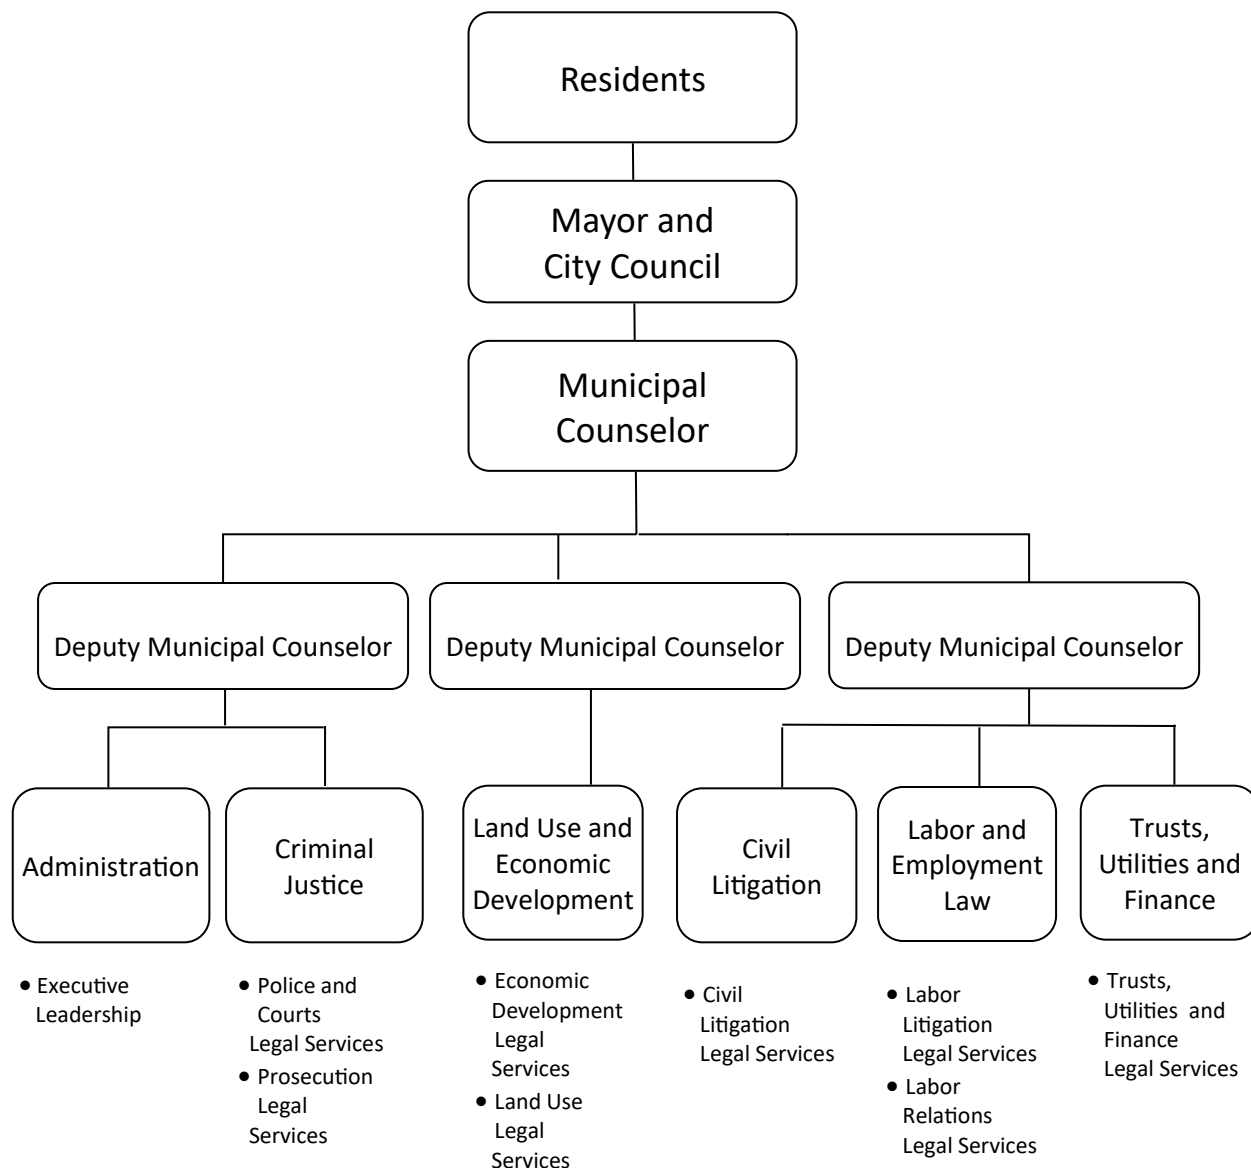 Residents
Mayor and
City Council
Municipal
Counselor
Deputy Municipal Counselor
Deputy Municipal Counselor
Deputy Municipal Counselor
Administration
Criminal
Justice
Land Use and
Economic
Development
Civil
Litigation
Labor and
Employment
Law
Trusts,
Utilities and
Finance
• Executive
Leadership
• Police and
Courts
Legal Services
• Prosecution
Legal
Services
• Economic
Development
Legal
Services
• Land Use
Legal
Services
• Civil
Litigation
Legal Services
• Labor
Litigation
Legal Services
• Labor
Relations
Legal Services
• Trusts,
Utilities and
Finance
Legal Services